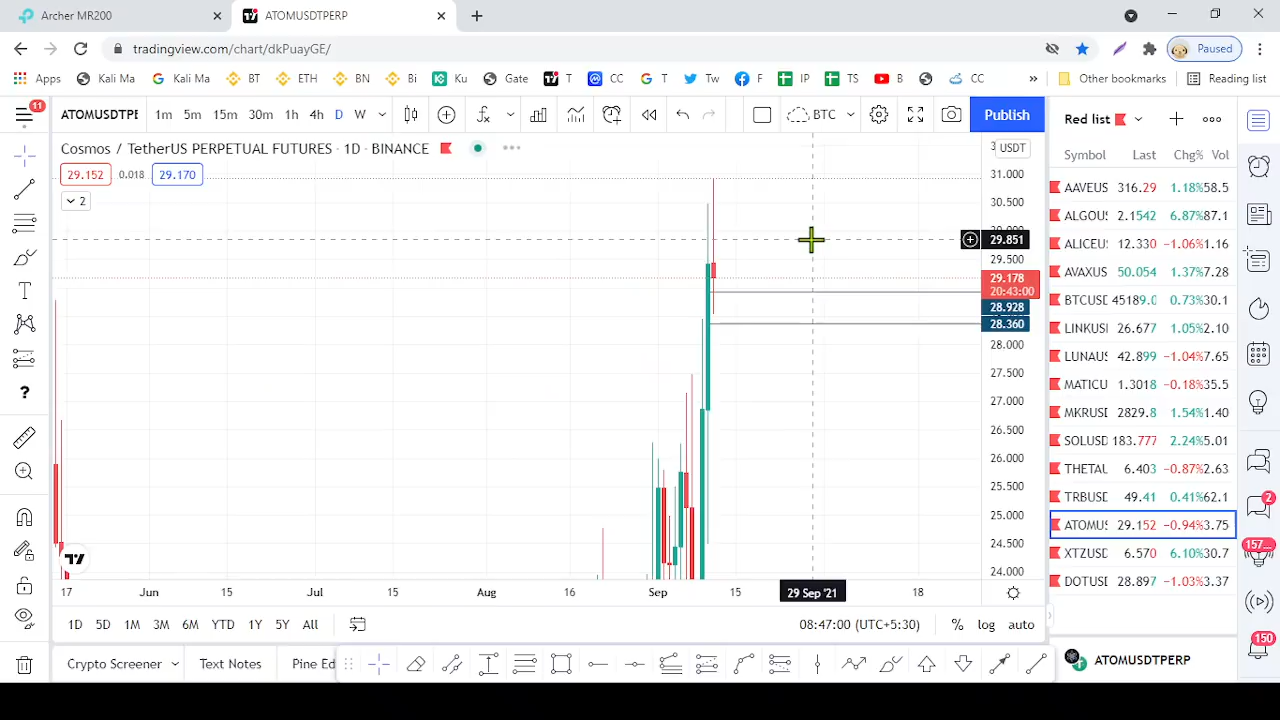 Archer MR200
ATOMUSDTPERP
tradingview.com/chart/dkPuayGE/
Paused
Apps Kali Ma Kali Ma BT ETH BN Bi Ku Gate T CC T Tw F IP TS B CC » Other bookmarks Reading list
11
ATOMUSDTPE 1m 5m 15m 30m 1h 4h D W BTC Publish
Red list
Cosmos / TetherUS PERPETUAL FUTURES · 1D · BINANCE
USDT
Symbol Last Chg% Vol
29.152 0.018 29.170
2
31.000
30.500
29.851
29.500
29.178
20:43:00
28.928
28.360
28.000
27.500
27.000
26.500
26.000
25.500
25.000
24.500
24.000
AAVEUS 316.29 1.18% 58.5
ALGOU 2.1542 6.87% 87.1
ALICEU 12.330 −1.06% 1.16
AVAXUS 50.054 1.37% 7.28
BTCUSE 45189.0 0.73% 30.1
LINKUS 26.677 1.05% 2.10
LUNAUS 42.899 −1.04% 7.65
MATICU 1.3018 −0.18% 35.5
MKRUSE 2829.8 1.54% 1.40
SOLUSD 183.777 2.24% 5.01
THETAU 6.403 −0.87% 2.63
TRBUSE 49.41 0.41% 62.1
ATOMUS 29.152 −0.94% 3.75
XTZUSD 6.570 6.10% 30.7
DOTUSE 28.897 −1.03% 3.37
2
157...
150
17 Jun 15 Jul 15 Aug 16 Sep 15 29 Sep '21 18
1D 5D 1M 3M 6M YTD 1Y 5Y All 08:47:00 (UTC+5:30) % log auto
Crypto Screener Text Notes Pine Ed
ATOMUSDTPERP